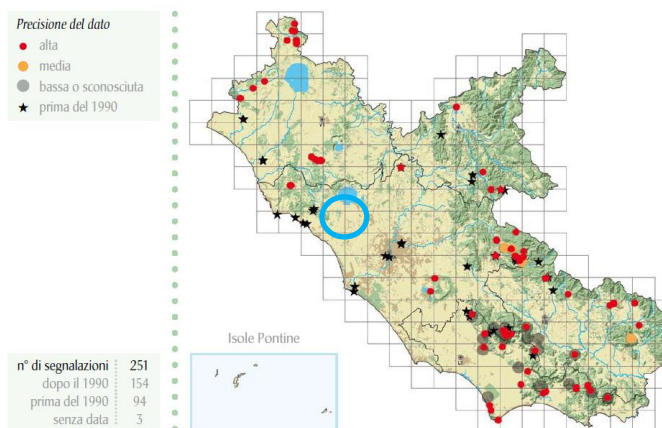 Precisione del dato
alta
media
bassa o sconosciuta
prima del 1990
Isole Pontine
n° di segnalazioni 251
dopo il 1990 154
prima del 1990 94
senza data 3